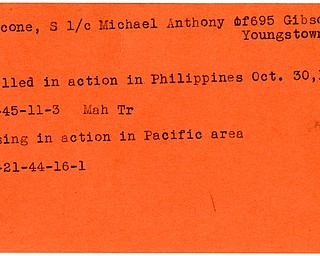 cone, S 1/c Michael Anthony of695 Gibso
Youngstown
lled in action in Philippines Oct. 30,1
-45-11-3 Mah Tr
sing in action in Pacific area
-21-44-16-1